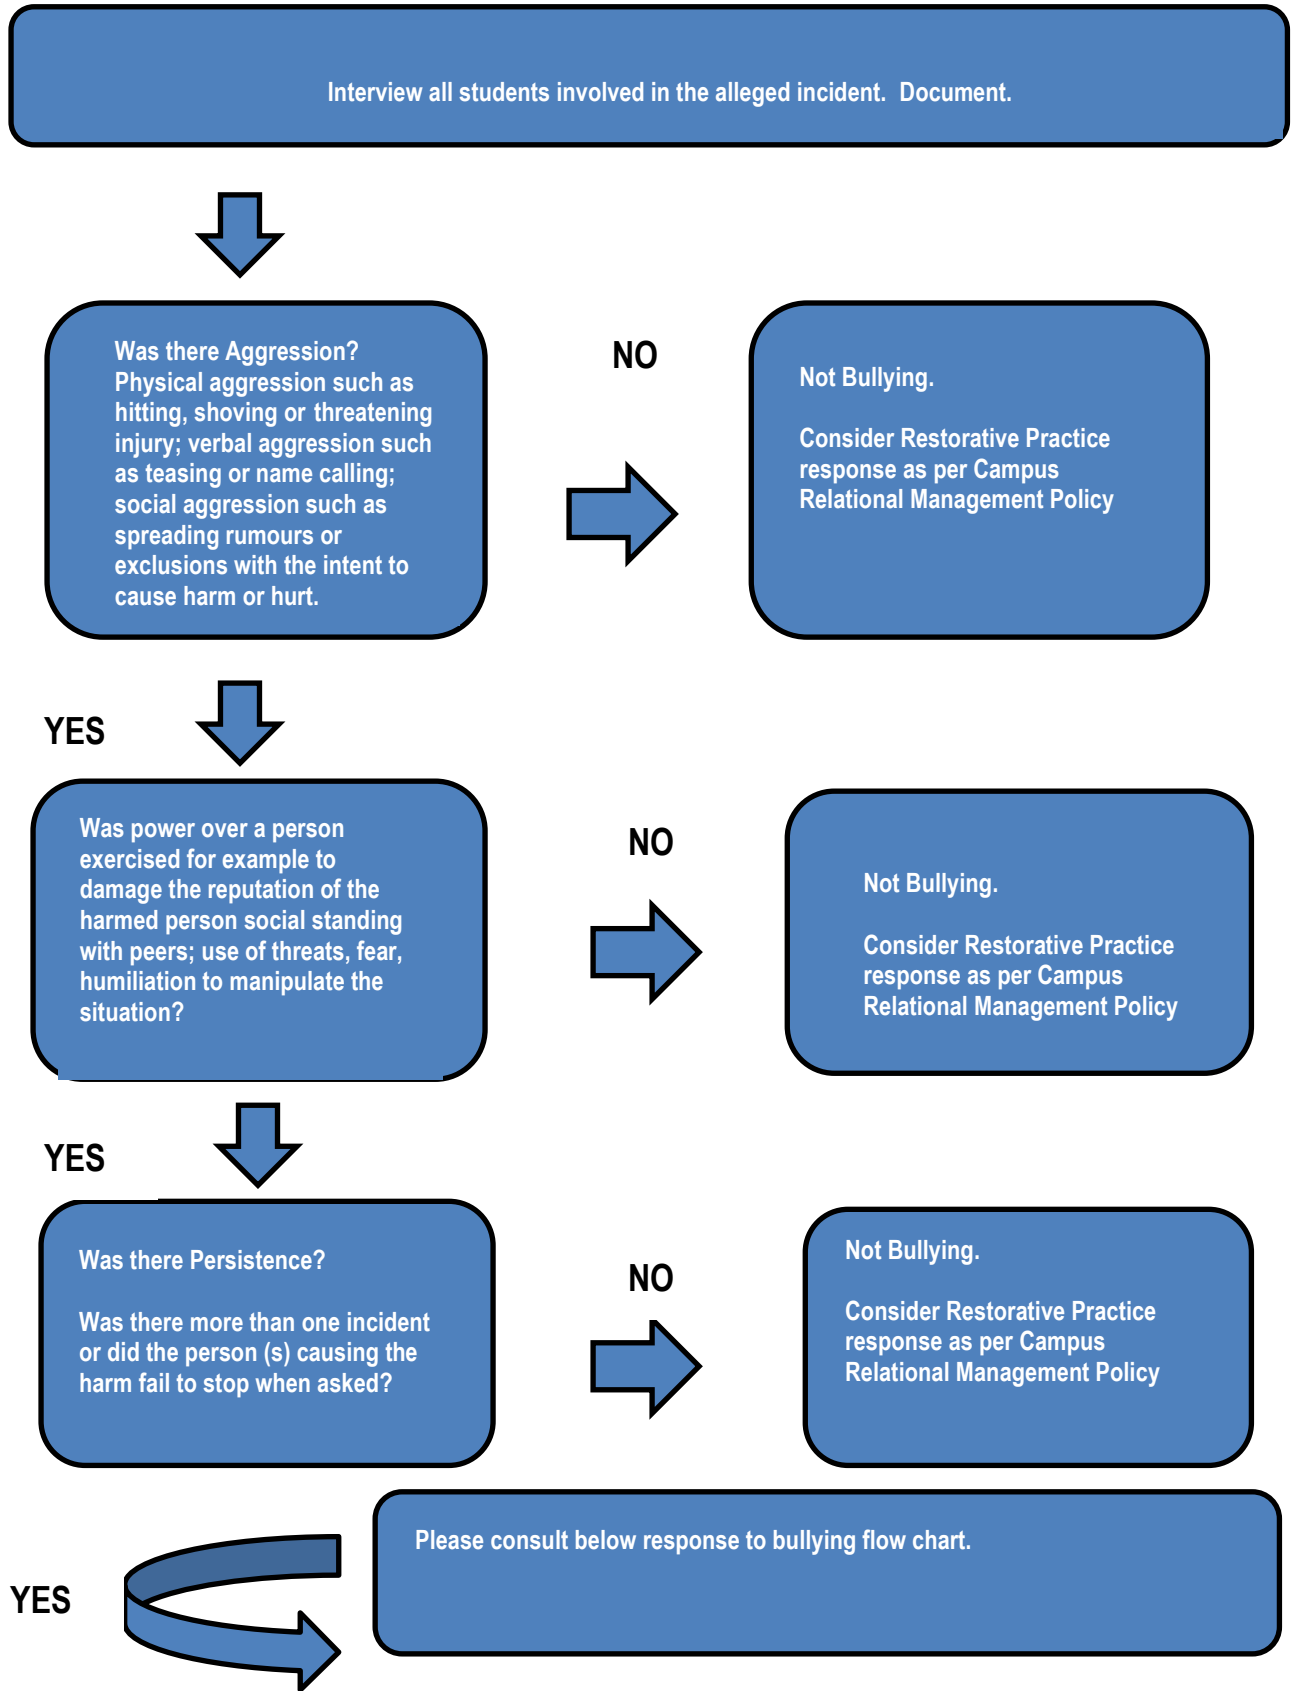 Interview all students involved in the alleged incident. Document.
Was there Aggression?
Physical aggression such as
hitting, shoving or threatening
injury; verbal aggression such
as teasing or name calling;
social aggression such as
spreading rumours or
exclusions with the intent to
cause harm or hurt.
NO
Not Bullying.
Consider Restorative Practice
response as per Campus
Relational Management Policy
YES
Was power over a person
exercised for example to
damage the reputation of the
harmed person social standing
with peers; use of threats, fear,
humiliation to manipulate the
situation?
NO
Not Bullying.
Consider Restorative Practice
response as per Campus
Relational Management Policy
YES
Was there Persistence?
Was there more than one incident
or did the person (s) causing the
harm fail to stop when asked?
NO
Not Bullying.
Consider Restorative Practice
response as per Campus
Relational Management Policy
YES
Please consult below response to bullying flow chart.